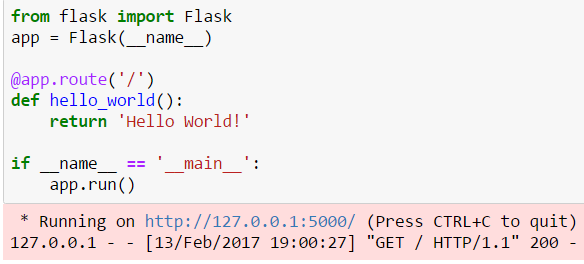 from flask import Flask
app = Flask(__name__)

@app.route('/')
def hello_world():
    return 'Hello World!'

if __name__ == '__main__':
    app.run()
 * Running on http://127.0.0.1:5000/ (Press CTRL+C to quit)
127.0.0.1 - - [13/Feb/2017 19:00:27] "GET / HTTP/1.1" 200 -